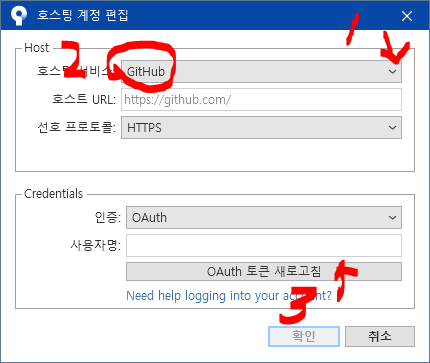 호스팅 계정 편집
1
Host
2
호스팅 서비스: GitHub
호스트 URL: https://github.com/
선호 프로토콜: HTTPS
Credentials
인증: OAuth
사용자명:
3
OAuth 토큰 새로고침
Need help logging into your account?
확인 취소